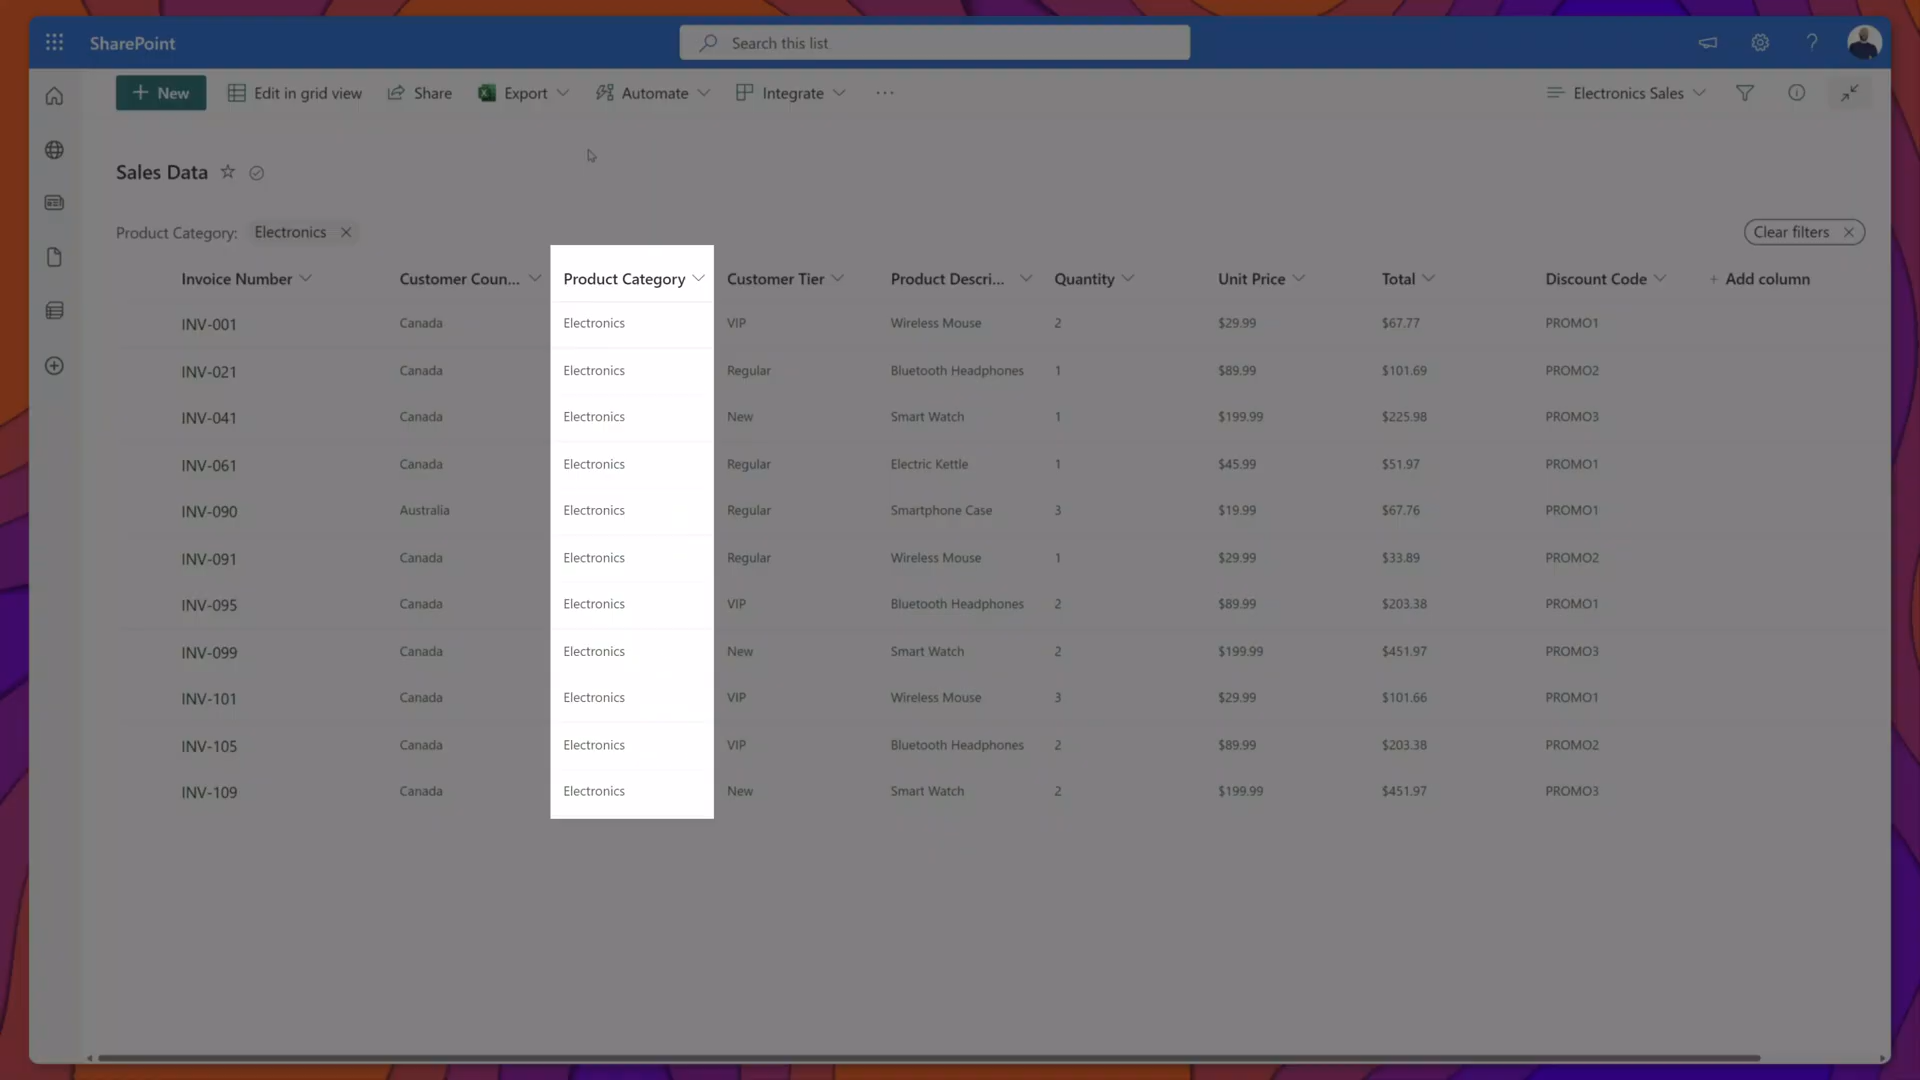 SharePoint
Search this list
New Edit in grid view Share Export Automate Integrate ... Electronics Sales
Sales Data
Product Category: Electronics Clear filters
Invoice Number Customer Coun... Product Category Customer Tier Product Descri... Quantity Unit Price Total Discount Code + Add column
INV-001 Canada Electronics VIP Wireless Mouse 2 $29.99 $67.77 PROMO1
INV-021 Canada Electronics Regular Bluetooth Headphones 1 $89.99 $101.69 PROMO2
INV-041 Canada Electronics New Smart Watch 1 $199.99 $225.98 PROMO3
INV-061 Canada Electronics Regular Electric Kettle 1 $45.99 $51.97 PROMO1
INV-090 Australia Electronics Regular Smartphone Case 3 $19.99 $67.76 PROMO1
INV-091 Canada Electronics Regular Wireless Mouse 1 $29.99 $33.89 PROMO2
INV-095 Canada Electronics VIP Bluetooth Headphones 2 $89.99 $203.38 PROMO1
INV-099 Canada Electronics New Smart Watch 2 $199.99 $451.97 PROMO3
INV-101 Canada Electronics VIP Wireless Mouse 3 $29.99 $101.66 PROMO1
INV-105 Canada Electronics VIP Bluetooth Headphones 2 $89.99 $203.38 PROMO2
INV-109 Canada Electronics New Smart Watch 2 $199.99 $451.97 PROMO3